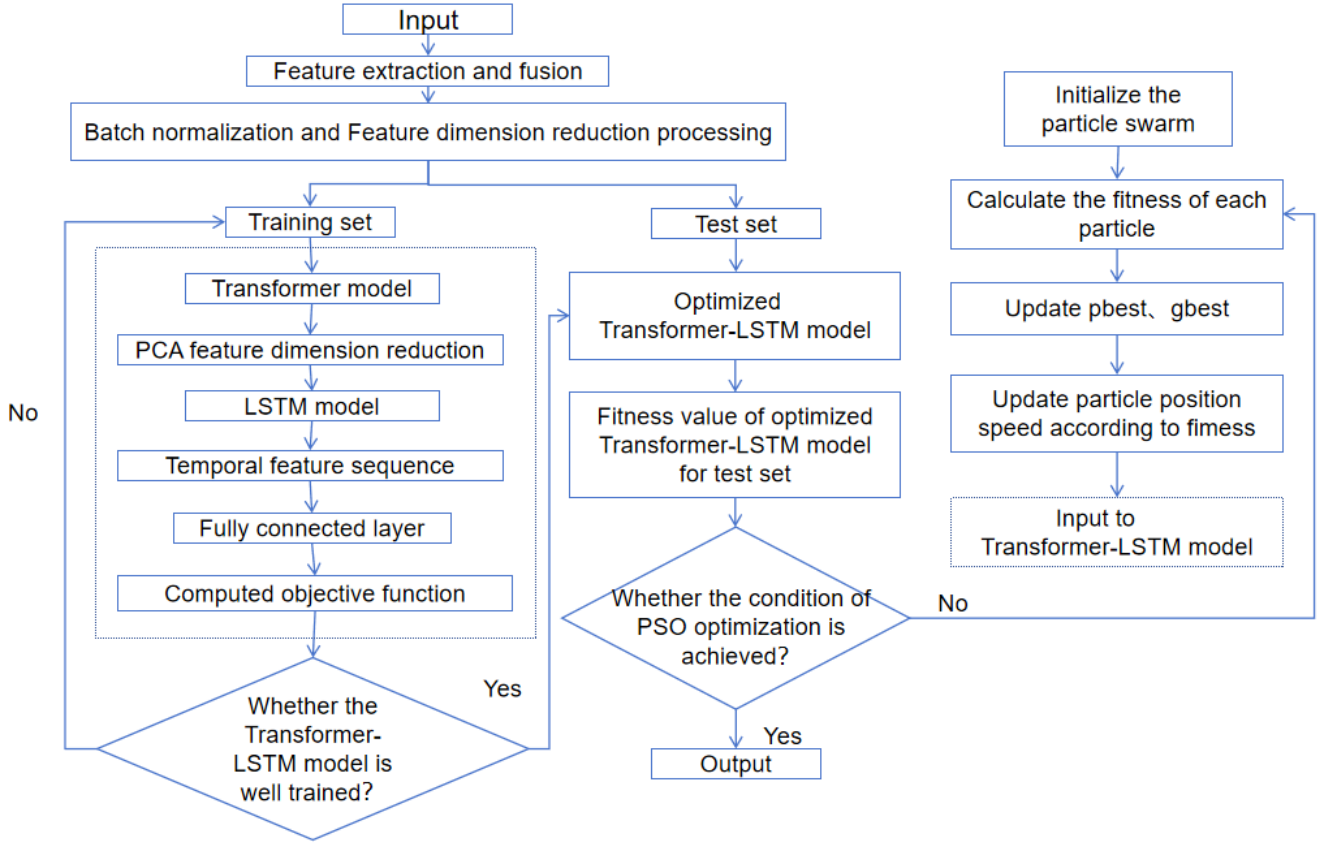 Input
Feature extraction and fusion
Batch normalization and Feature dimension reduction processing
Training set
Transformer model
PCA feature dimension reduction
LSTM model
Temporal feature sequence
Fully connected layer
Computed objective function
Whether the
Transformer-
LSTM model is
well trained?
No
Yes
Test set
Optimized
Transformer-LSTM model
Fitness value of optimized
Transformer-LSTM model
for test set
Whether the condition of
PSO optimization is
achieved?
No
Yes
Output
Initialize the
particle swarm
Calculate the fitness of each
particle
Update pbest、gbest
Update particle position
speed according to fimess
Input to
Transformer-LSTM model